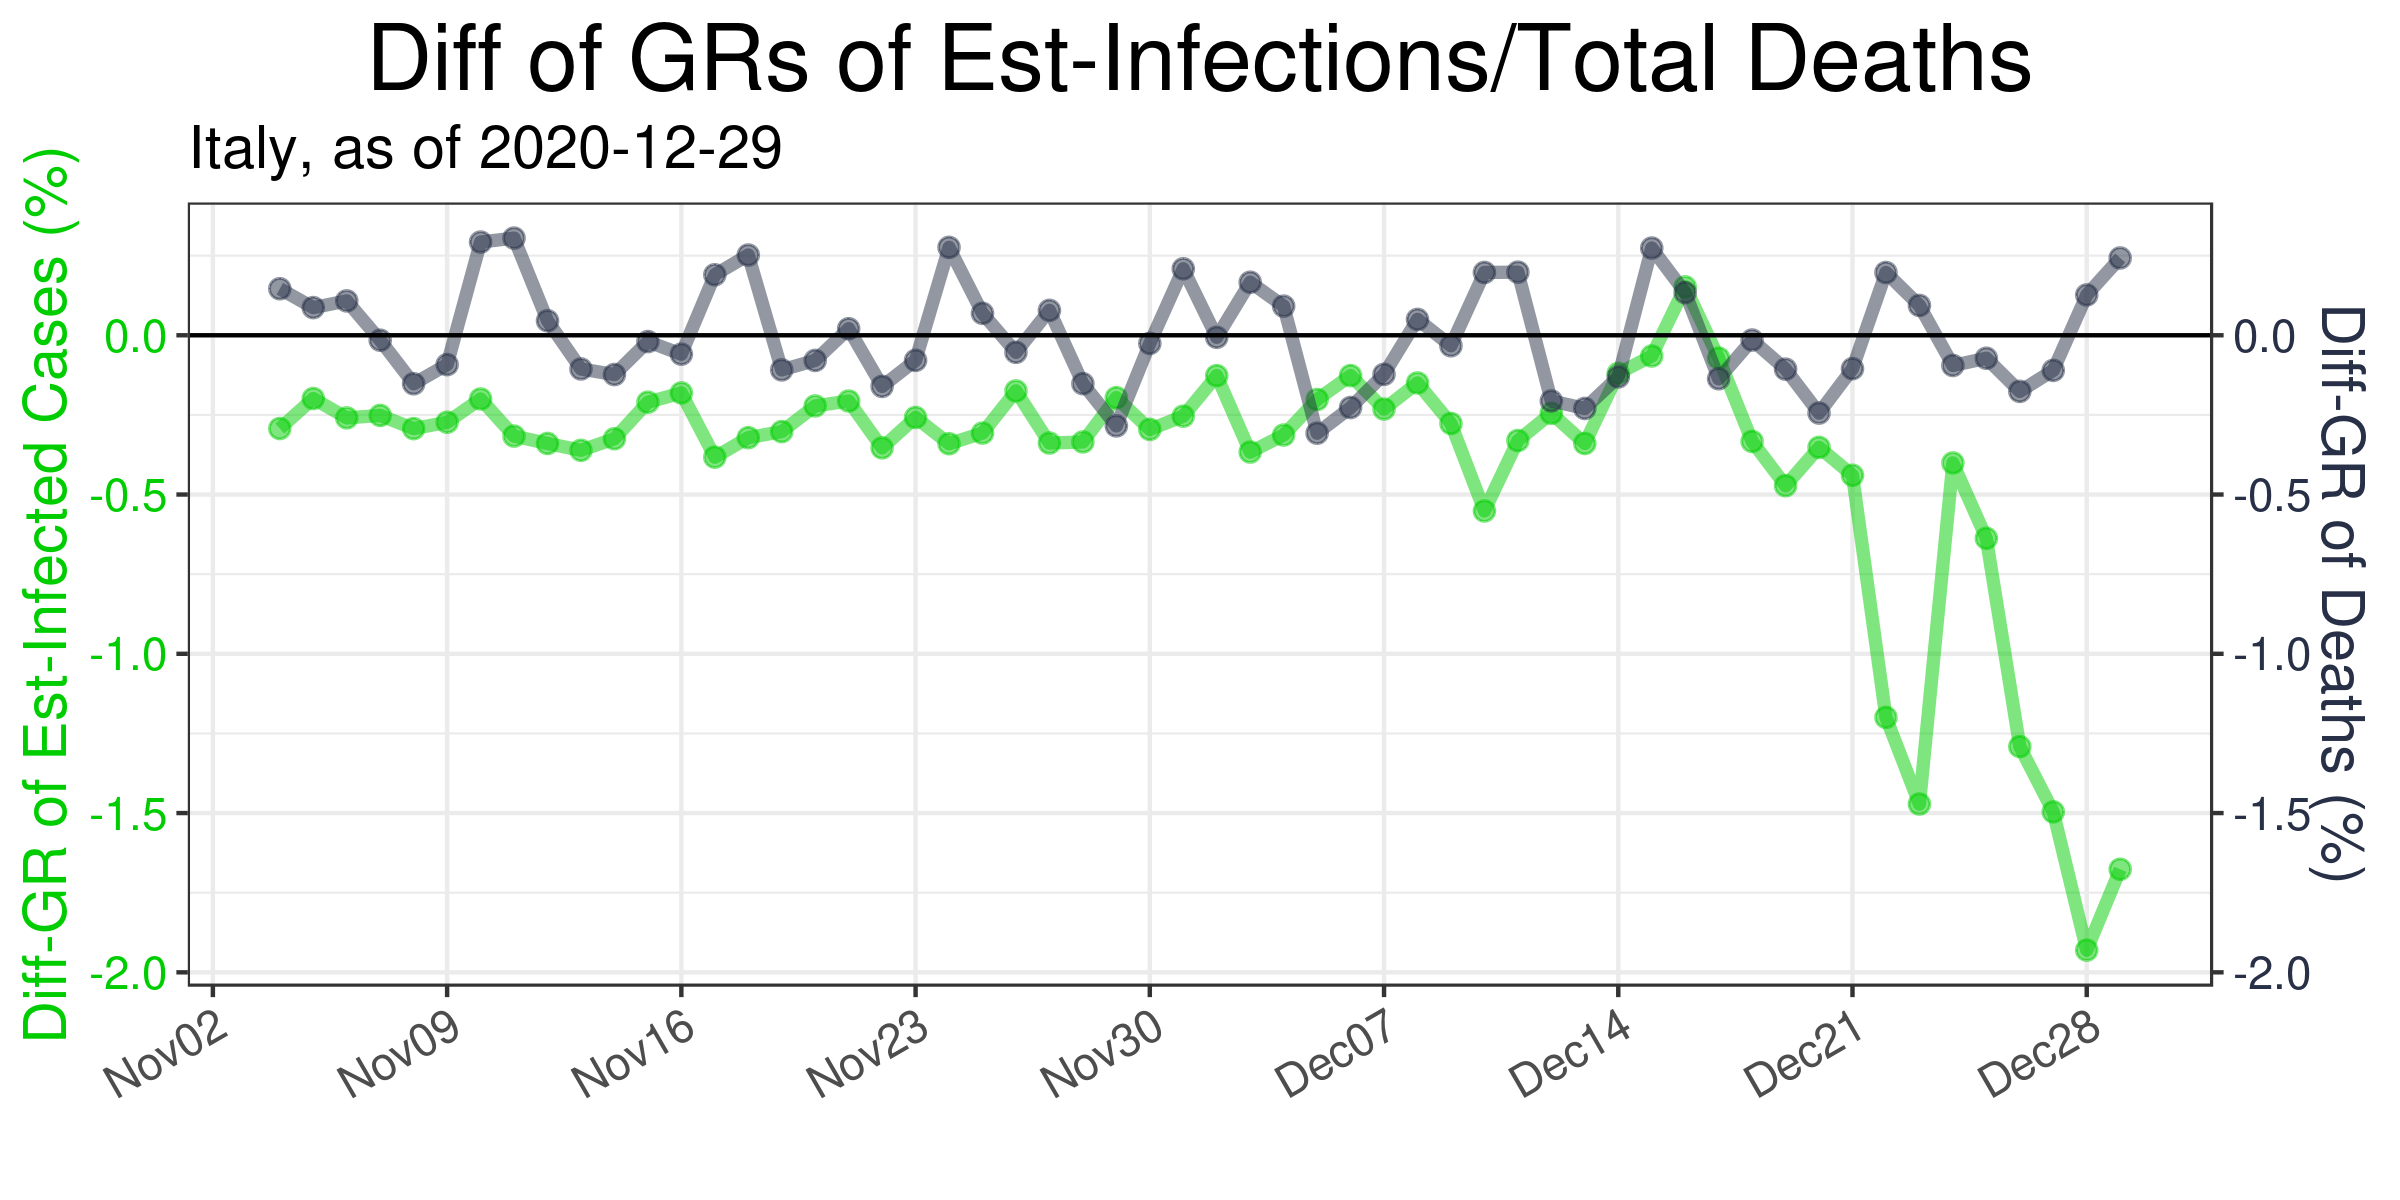 Diff of GRs of Est-Infections/Total Deaths
Italy, as of 2020-12-29
Diff-GR of Est-Infected Cases (%)
0.0
-0.5
-1.0
-1.5
-2.0
0.0
-0.5
-1.0
-1.5
-2.0
Diff-GR of Deaths (%)
Nov02
Nov09
Nov16
Nov23
Nov30
Dec07
Dec14
Dec21
Dec28